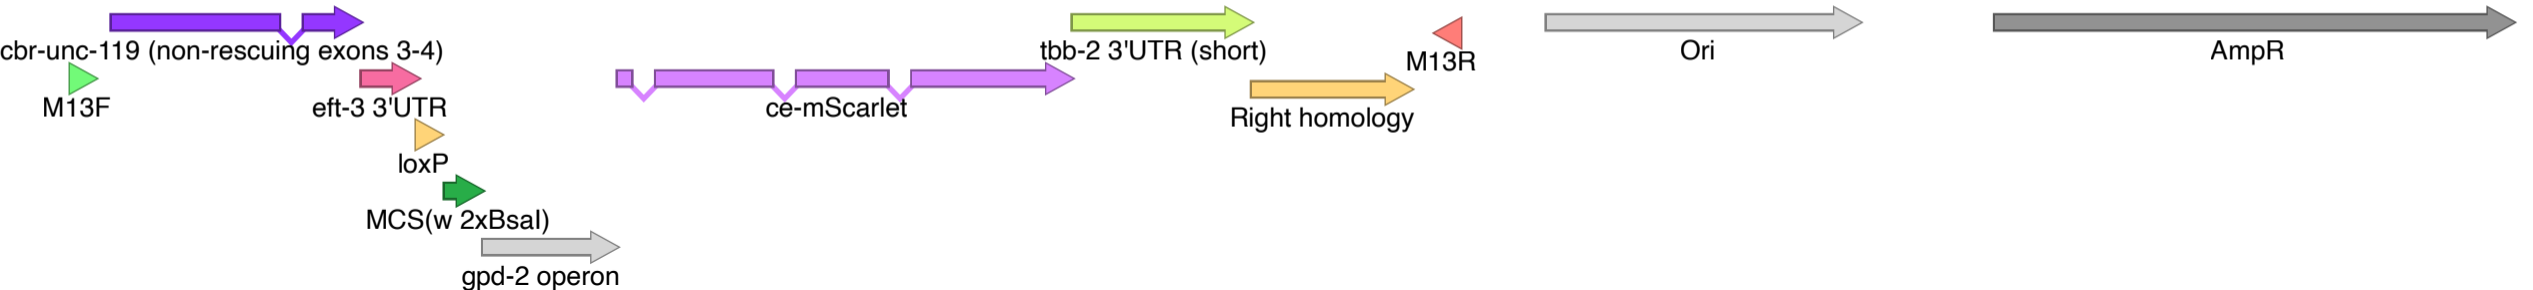 cbr-unc-119 (non-rescuing exons 3-4)
tbb-2 3'UTR (short)
Ori
AmpR
M13R
M13F
eft-3 3'UTR
ce-mScarlet
Right homology
loxP
MCS(w 2xBsaI)
gpd-2 operon